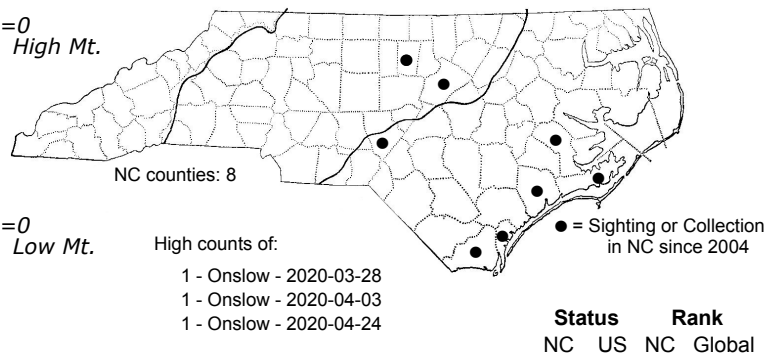 =0
High Mt.
NC counties: 8
=0
Low Mt.
High counts of:
1 - Onslow - 2020-03-28
1 - Onslow - 2020-04-03
1 - Onslow - 2020-04-24
● = Sighting or Collection
in NC since 2004
Status Rank
NC US NC Global